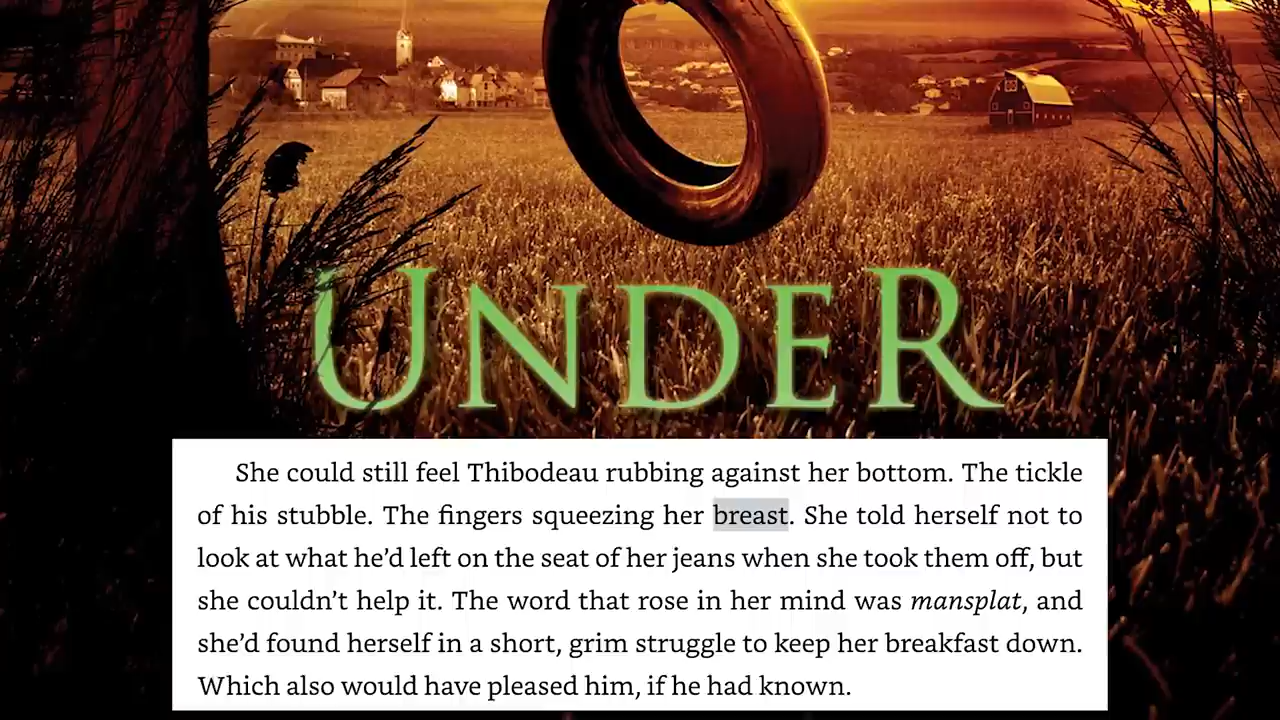 UNDER
She could still feel Thibodeau rubbing against her bottom. The tickle
of his stubble. The fingers squeezing her breast. She told herself not to
look at what he’d left on the seat of her jeans when she took them off, but
she couldn’t help it. The word that rose in her mind was mansplat, and
she’d found herself in a short, grim struggle to keep her breakfast down.
Which also would have pleased him, if he had known.